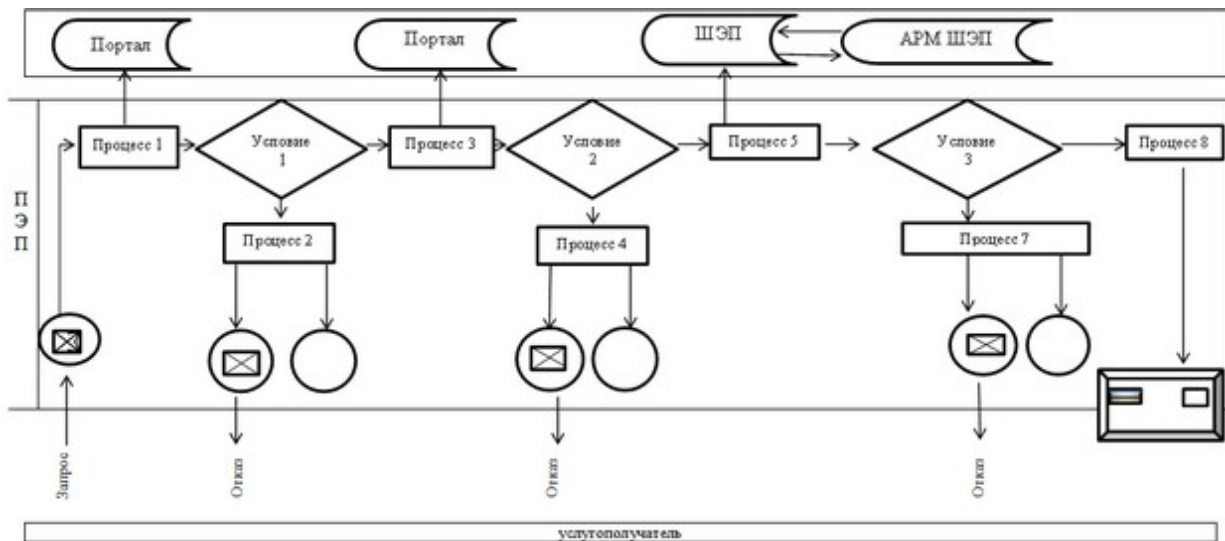 Портал
Портал
ШЭП
АРМ ШЭП
Процесс 1
Условие
1
Процесс 3
Условие
2
Процесс 5
Условие
3
Процесс 8
ПЭП
Процесс 2
Процесс 4
Процесс 7
Запрос
Отказ
Отказ
Отказ
услугополучатель